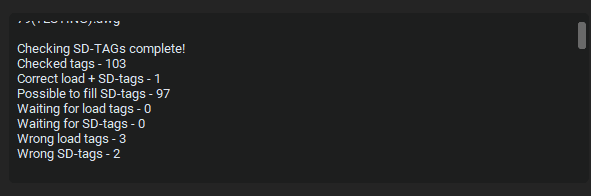 Checking SD-TAGs complete!
Checked tags - 103
Correct load + SD-tags - 1
Possible to fill SD-tags - 97
Waiting for load tags - 0
Waiting for SD-tags - 0
Wrong load tags - 3
Wrong SD-tags - 2